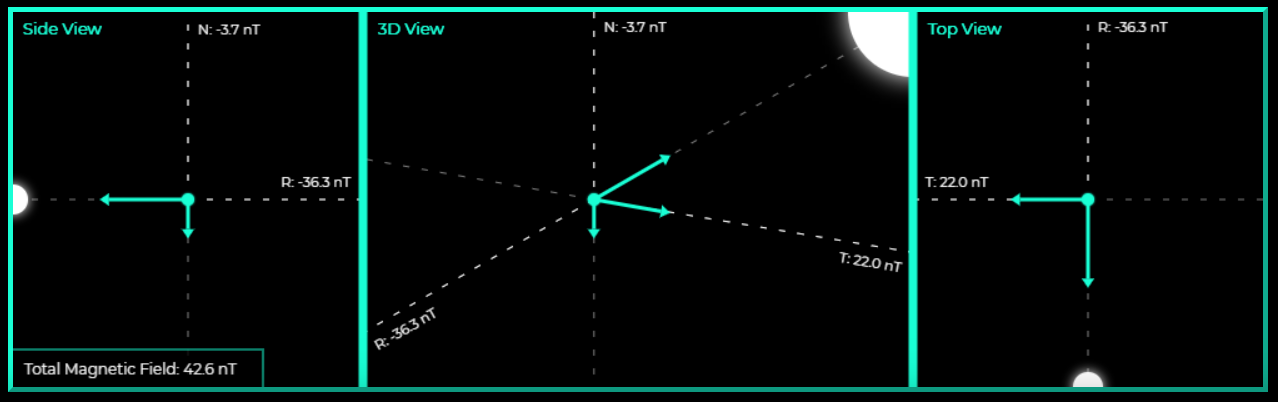 Side View
N: -3.7 nT
R: -36.3 nT
Total Magnetic Field: 42.6 nT
3D View
N: -3.7 nT
T: 22.0 nT
R: -36.3 nT
Top View
R: -36.3 nT
T: 22.0 nT